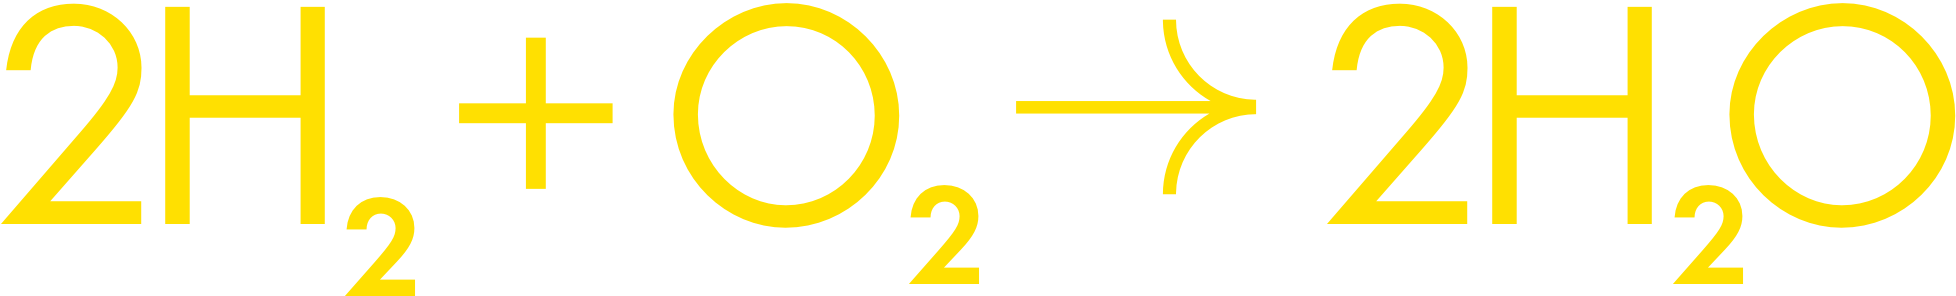 2H₂ + O₂ → 2H₂O